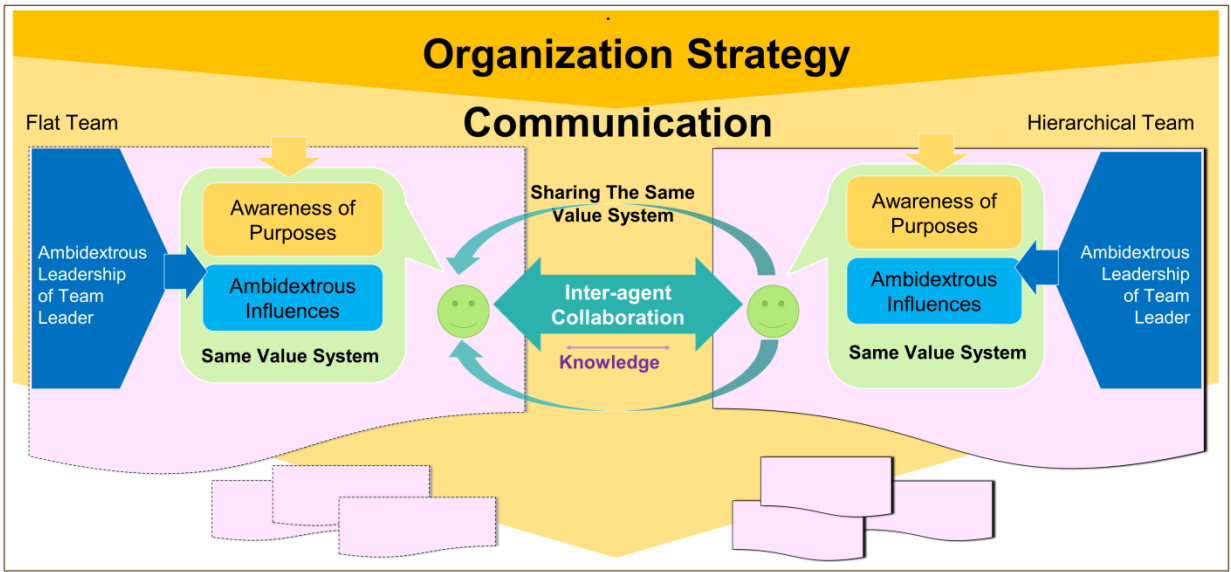 Organization Strategy
Communication
Flat Team
Hierarchical Team
Ambidextrous
Leadership
of Team
Leader
Awareness of
Purposes
Ambidextrous
Influences
Same Value System
Sharing The Same
Value System
Inter-agent
Collaboration
Knowledge
Awareness of
Purposes
Ambidextrous
Influences
Same Value System
Ambidextrous
Leadership
of Team
Leader